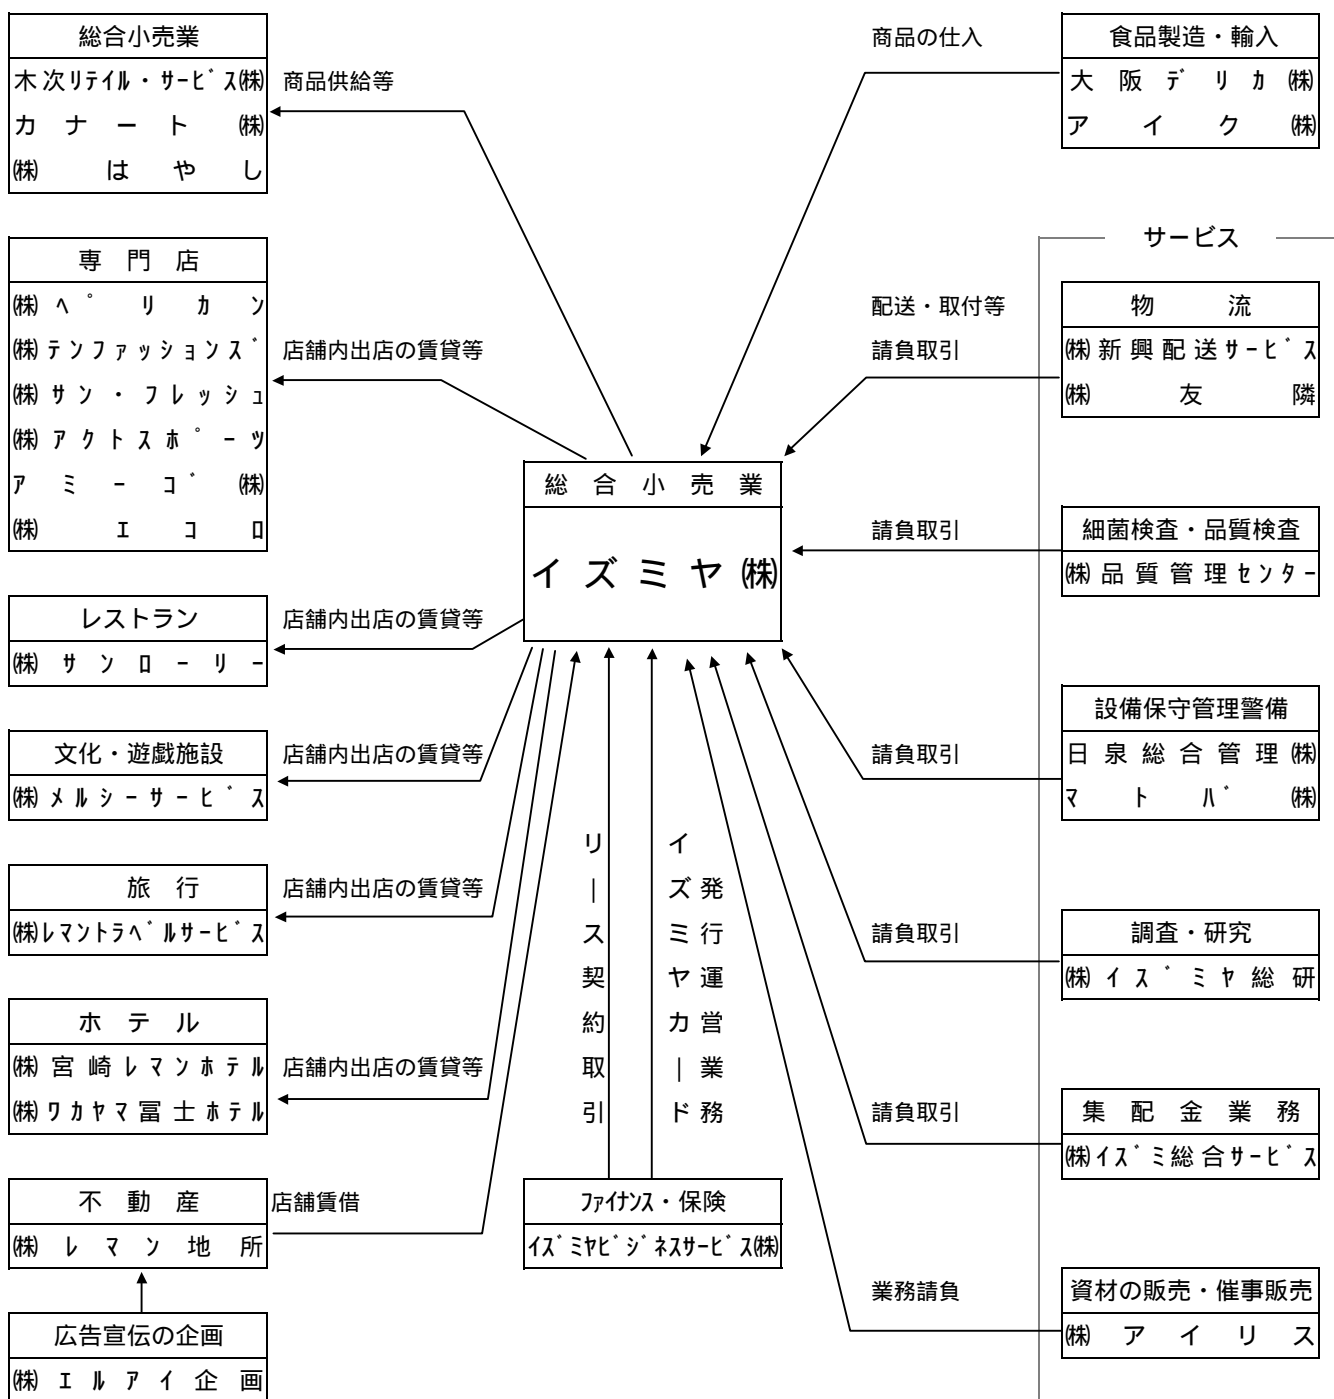 総合小売業
木次リテイル・サービス㈱
カナート㈱
㈱はやし
商品供給等
専門店
㈱ペリカン
㈱テンファッションズ
㈱サン・フレッシュ
㈱アクトスポーツ
アミーゴ㈱
㈱エコロ
店舗内出店の賃貸等
レストラン
㈱サンローリー
店舗内出店の賃貸等
文化・遊戯施設
㈱メルシーサービス
店舗内出店の賃貸等
旅行
㈱レマントラベルサービス
店舗内出店の賃貸等
ホテル
㈱宮崎レマンホテル
㈱ワカヤマ冨士ホテル
店舗内出店の賃貸等
不動産
㈱レマン地所
店舗賃借
広告宣伝の企画
㈱エルアイ企画
総合小売業
イズミヤ㈱
リース契約取引
イズミヤカード
発行運営業務
ファイナンス・保険
イズミヤビジネスサービス㈱
商品の仕入
食品製造・輸入
大阪デリカ㈱
アイク㈱
サービス
配送・取付等
請負取引
物流
㈱新興配送サービス
㈱友隣
請負取引
細菌検査・品質検査
㈱品質管理センター
請負取引
設備保守管理警備
日泉総合管理㈱
マトバ㈱
請負取引
調査・研究
㈱イズミヤ総研
請負取引
集配金業務
㈱イズミ総合サービス
業務請負
資材の販売・催事販売
㈱アイリス